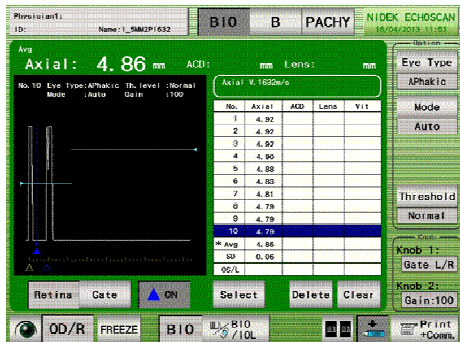 Physician1:
ID: Name:1_5MM2P1632
BIO B PACHY NIDEK ECHOSCAN
16/04/2013 11:53
Avg
Axial: 4.86 mm ACD: mm Lens: mm
No.10 Eye Type:APhakic Th. level :Normal
Mode :Auto Gain :100
Axial V.1632m/s
No. Axial ACD Lens Vit
1 4.92
2 4.92
3 4.92
4 4.90
5 4.88
6 4.83
7 4.81
8 4.79
9 4.79
10 4.79
* Avg 4.86
SD 0.06
OC/L
Option
Eye Type
APhakic
Mode
Auto
Threshold
Normal
Knob
Knob 1:
Gate L/R
Knob 2:
Gain:100
Retina Gate ON Select Delete Clear
OD/R FREEZE BIO BIO/IOL Print
+Comm.